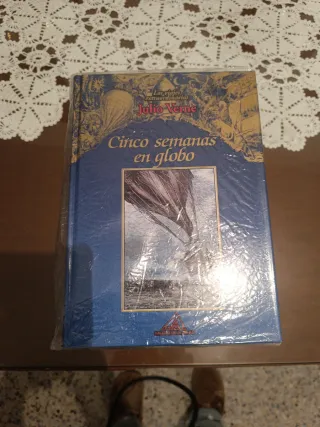 Julio Verne
Cinco semanas
en globo